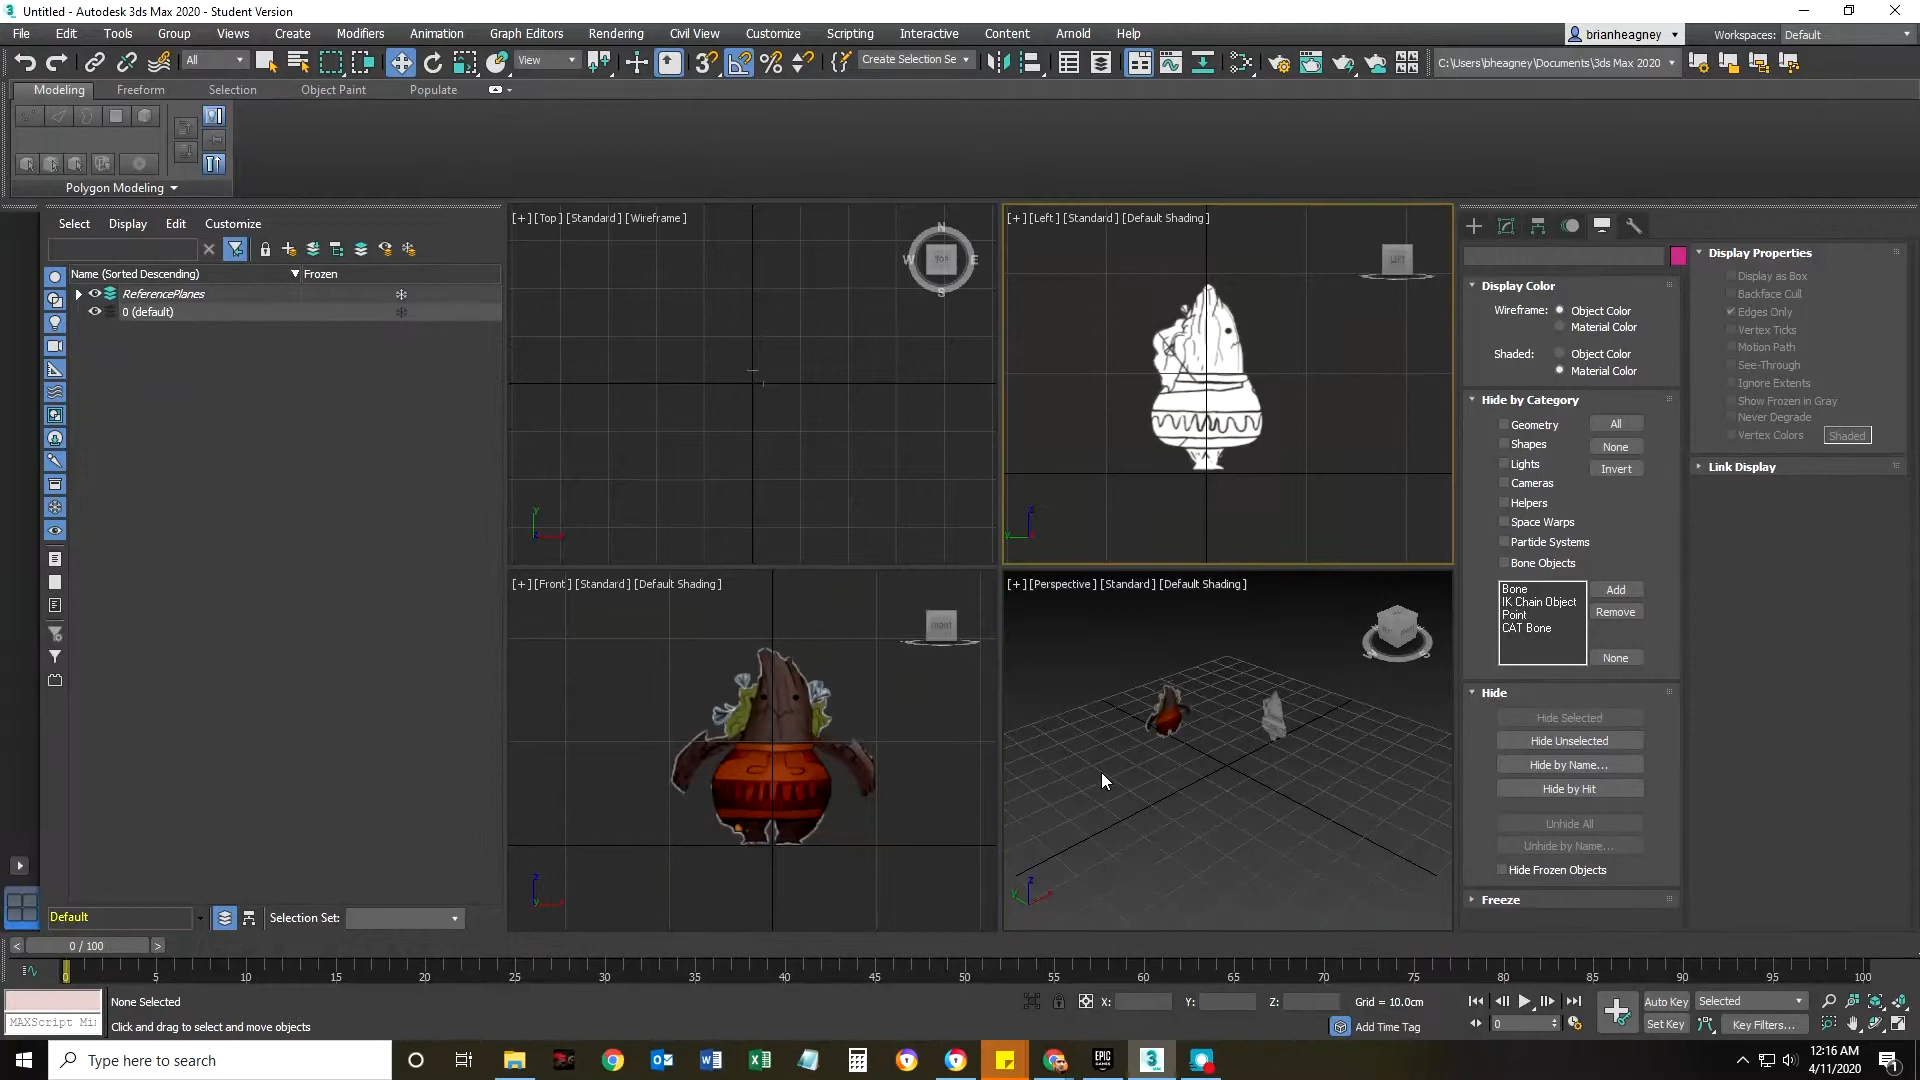 Untitled - Autodesk 3ds Max 2020 - Student Version
File Edit Tools Group Views Create Modifiers Animation Graph Editors Rendering Civil View Customize Scripting Interactive Content Arnold Help
brianheagney
Workspaces: Default
All
View
Create Selection Se
C:\Users\bheagney\Documents\3ds Max 2020
Modeling Freeform Selection Object Paint Populate
Polygon Modeling
Select Display Edit Customize
Name (Sorted Descending) Frozen
ReferencePlanes
0 (default)
[+] [Top] [Standard] [Wireframe]
N
W TOP E
S
y
z
[+] [Left] [Standard] [Default Shading]
LEFT
z
y
[+] [Front] [Standard] [Default Shading]
FRONT
z
[+] [Perspective] [Standard] [Default Shading]
z
Display Color
Wireframe: Object Color
Material Color
Shaded: Object Color
Material Color
Hide by Category
Geometry All
Shapes None
Lights Invert
Cameras
Helpers
Space Warps
Particle Systems
Bone Objects
Bone
IK Chain Object
Point
CAT Bone
Add
Remove
None
Hide
Hide Selected
Hide Unselected
Hide by Name...
Hide by Hit
Unhide All
Unhide by Name...
Hide Frozen Objects
Freeze
Display Properties
Display as Box
Backface Cull
Edges Only
Vertex Ticks
Motion Path
See-Through
Ignore Extents
Show Frozen in Gray
Never Degrade
Vertex Colors Shaded
Link Display
Default
Selection Set:
< 0 / 100 >
0 5 10 15 20 25 30 35 40 45 50 55 60 65 70 75 80 85 90 95 100
None Selected
X: Y: Z: Grid = 10.0cm
Auto Key Selected
MAXScript Mi
Click and drag to select and move objects
Add Time Tag
0
Set Key Key Filters...
Type here to search
EPIC GAMES
3
12:16 AM
4/11/2020
1